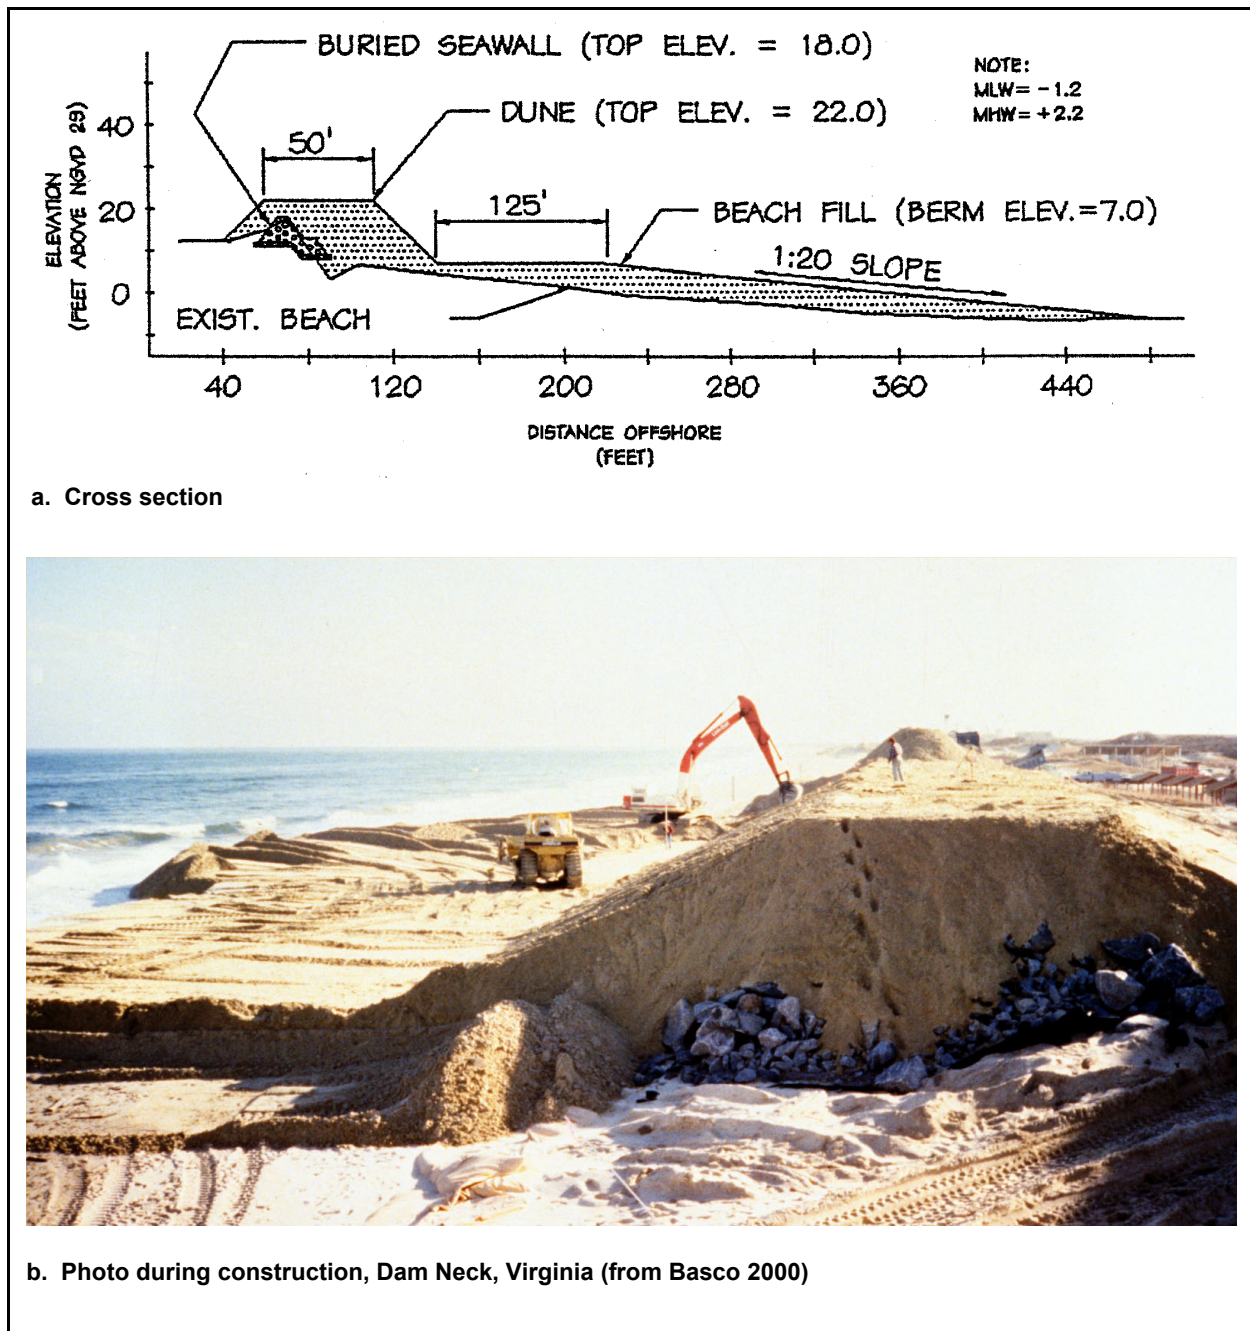 BURIED SEAWALL (TOP ELEV. = 18.0)
NOTE:
MLW= -1.2
MHW= +2.2
DUNE (TOP ELEV. = 22.0)
50'
125'
BEACH FILL (BERM ELEV.=7.0)
1:20 SLOPE
EXIST. BEACH
ELEVATION
(FEET ABOVE NGVD 29)
40
20
0
40 120 200 280 360 440
DISTANCE OFFSHORE
(FEET)
a. Cross section
b. Photo during construction, Dam Neck, Virginia (from Basco 2000)